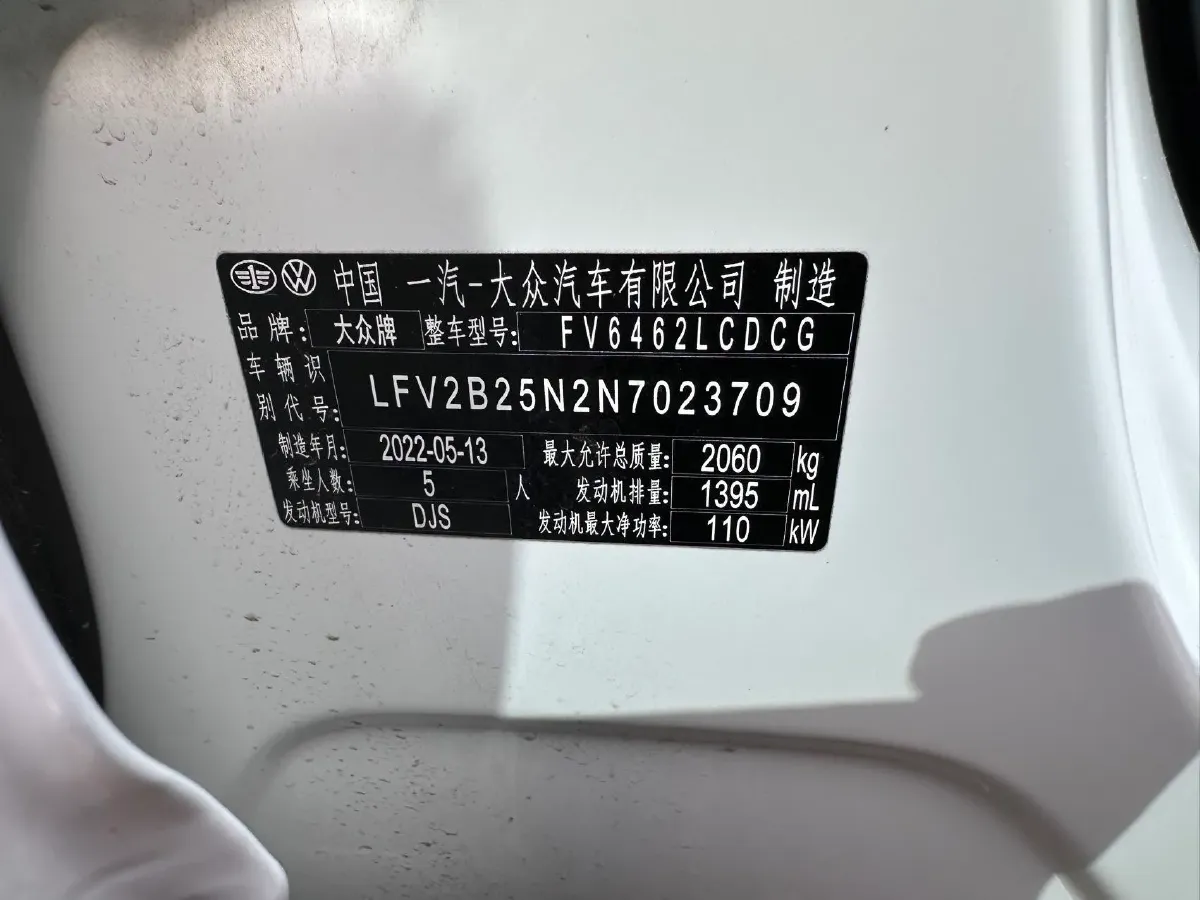 中国 一汽-大众汽车有限公司 制造
品牌: 大众牌 整车型号: FV6462LCDCG
车辆识别代号: LFV2B25N2N7023709
制造年月: 2022-05-13 最大允许总质量: 2060 kg
乘坐人数: 5 人 发动机排量: 1395 mL
发动机型号: DJS 发动机最大净功率: 110 kW